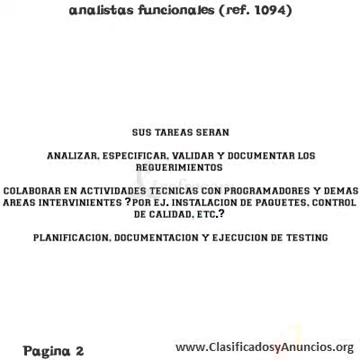 analistas funcionales (ref. 1094)
SUS TAREAS SERAN
ANALIZAR, ESPECIFICAR, VALIDAR Y DOCUMENTAR LOS
REQUERIMIENTOS
COLABORAR EN ACTIVIDADES TECNICAS CON PROGRAMADORES Y DEMAS
AREAS INTERVINIENTES ?POR EJ. INSTALACION DE PAQUETES, CONTROL
DE CALIDAD, ETC.?
PLANIFICACION, DOCUMENTACION Y EJECUCION DE TESTING
Pagina 2
www.ClasificadosyAnuncios.org